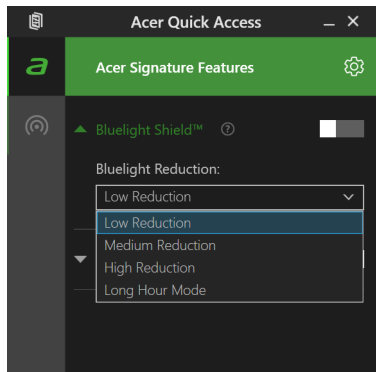 Acer Quick Access
a
Acer Signature Features
Bluelight Shield™ ?
Bluelight Reduction:
Low Reduction
Low Reduction
Medium Reduction
High Reduction
Long Hour Mode